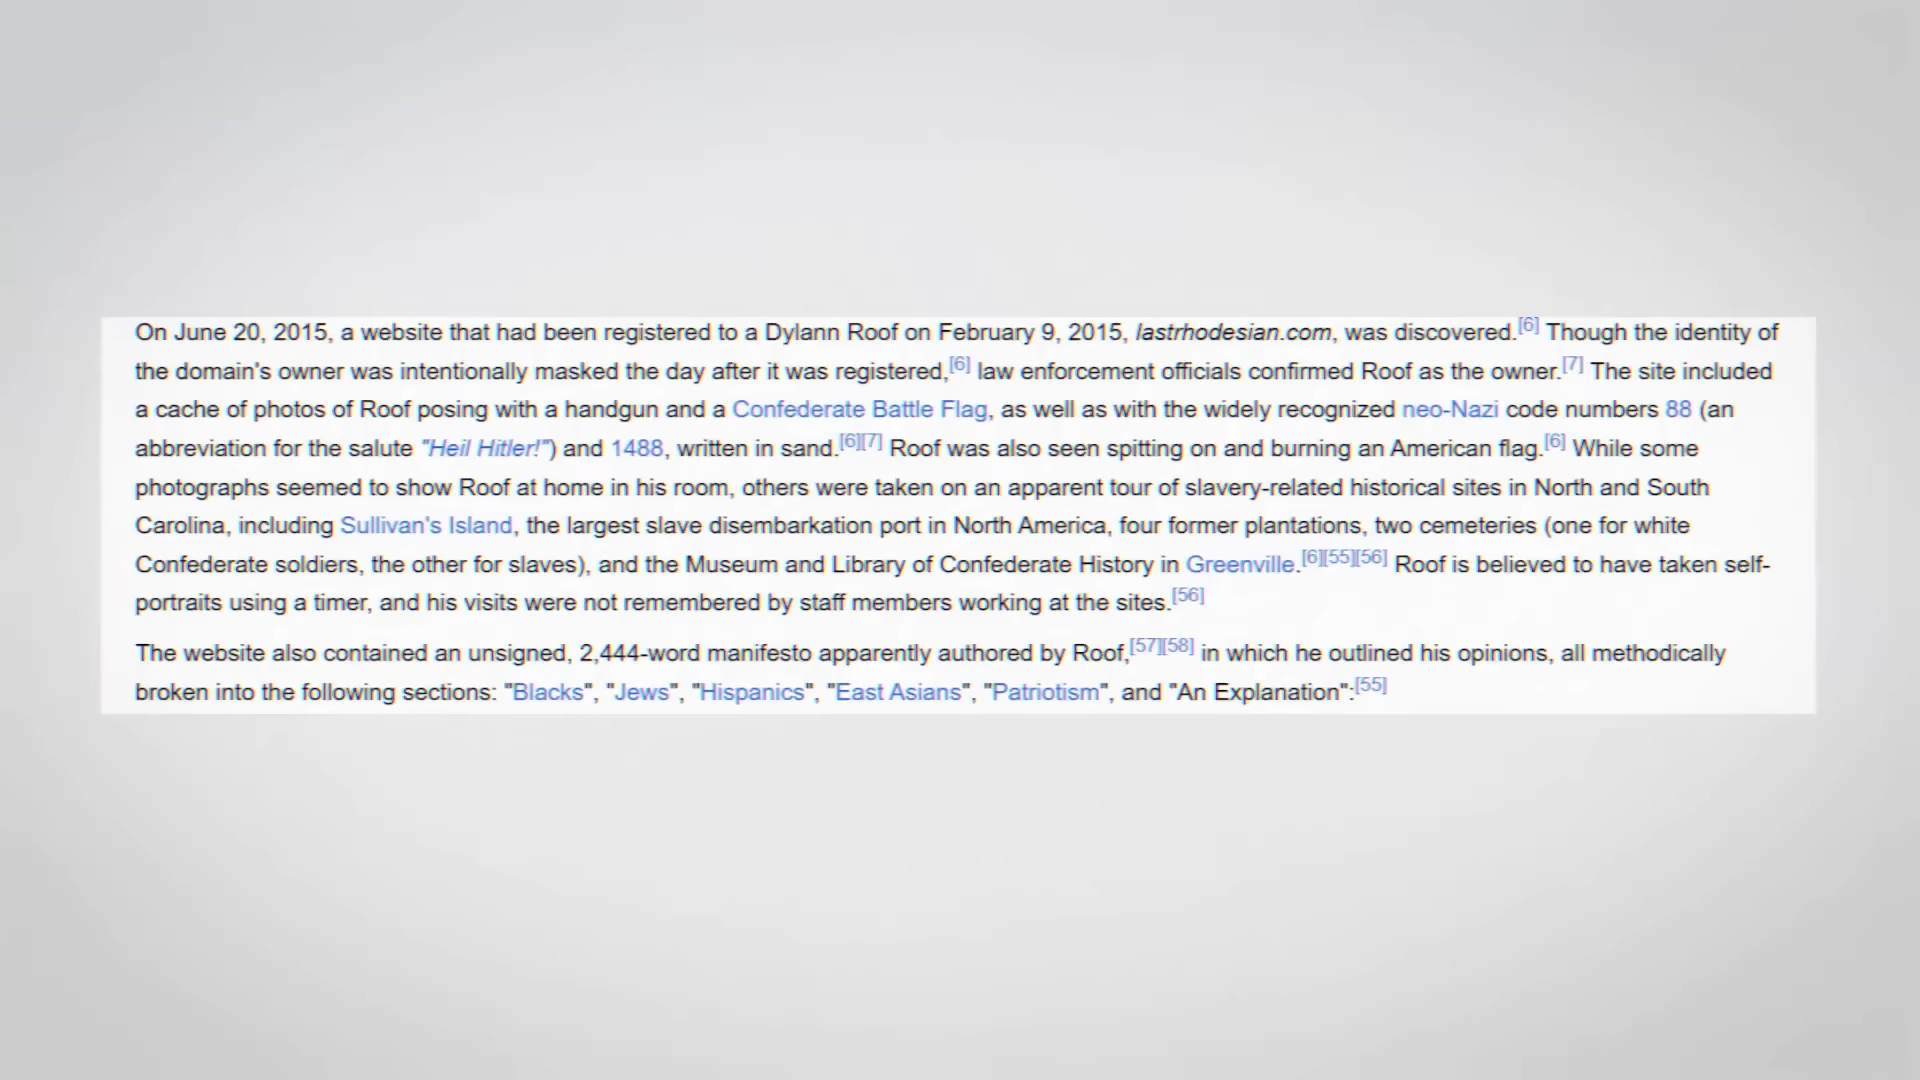 On June 20, 2015, a website that had been registered to a Dylann Roof on February 9, 2015, lastrhodesian.com, was discovered.[6] Though the identity of
the domain's owner was intentionally masked the day after it was registered,[6] law enforcement officials confirmed Roof as the owner.[7] The site included
a cache of photos of Roof posing with a handgun and a Confederate Battle Flag, as well as with the widely recognized neo-Nazi code numbers 88 (an
abbreviation for the salute "Heil Hitler!") and 1488, written in sand.[6][7] Roof was also seen spitting on and burning an American flag.[6] While some
photographs seemed to show Roof at home in his room, others were taken on an apparent tour of slavery-related historical sites in North and South
Carolina, including Sullivan's Island, the largest slave disembarkation port in North America, four former plantations, two cemeteries (one for white
Confederate soldiers, the other for slaves), and the Museum and Library of Confederate History in Greenville.[6][55][56] Roof is believed to have taken self-
portraits using a timer, and his visits were not remembered by staff members working at the sites.[56]
The website also contained an unsigned, 2,444-word manifesto apparently authored by Roof,[57][58] in which he outlined his opinions, all methodically
broken into the following sections: "Blacks", "Jews", "Hispanics", "East Asians", "Patriotism", and "An Explanation":[55]